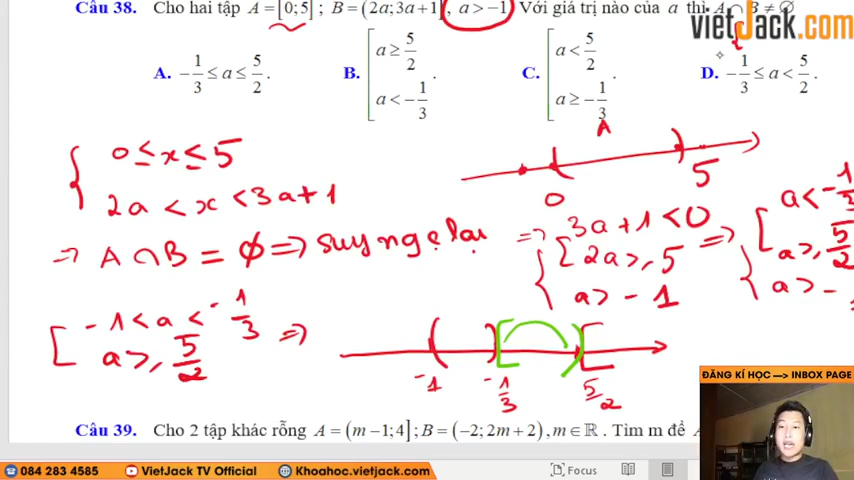 Câu 38. Cho hai tập A = [0;5]; B = (2a;3a+1], a > −1. Với giá trị nào của a thì A ∩ B ≠ ∅
vietJack.com
A. −1/3 ≤ a ≤ 5/2.
B. [ a ≥ 5/2 a < −1/3 .
C. [ a < 5/2 a ≥ −1/3 .
D. −1/3 ≤ a < 5/2.
{ 0 ≤ x ≤ 5
2a < x < 3a + 1
A
0
5
⇒ A ∩ B = ∅ ⇒ suy ngược lại
⇒ { [ 3a + 1 < 0
2a ≥ 5
a > −1
⇒ { [ a < −1/3
a ≥ 5/2
a > −
[ −1 < a < −1/3
a ≥ 5/2 ⇒
−1
−1/3
5/2
ĐĂNG KÍ HỌC —> INBOX PAGE
Câu 39. Cho 2 tập khác rỗng A = (m−1;4]; B = (−2;2m+2), m ∈ ℝ. Tìm m để
084 283 4585
VietJack TV Official
Khoahoc.vietjack.com
Focus